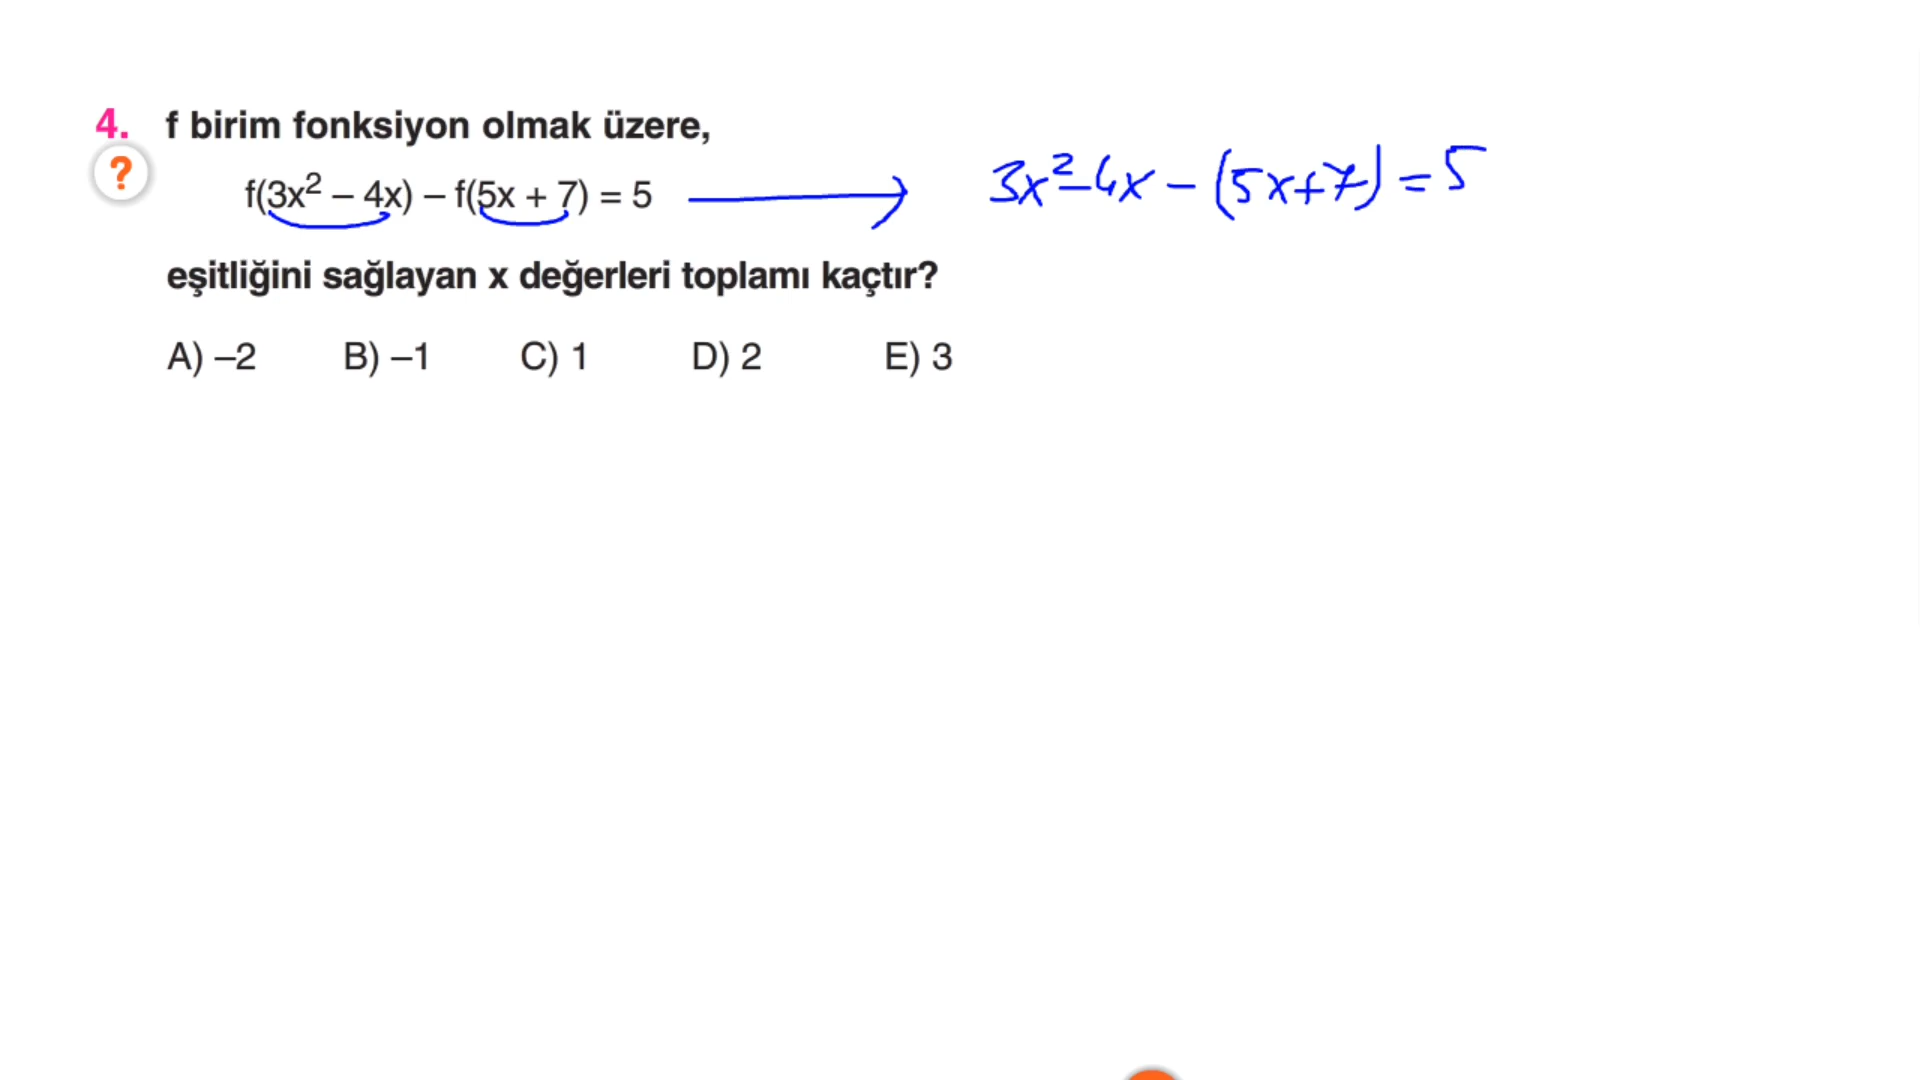 4. f birim fonksiyon olmak üzere,
?
f(3x² – 4x) – f(5x + 7) = 5 → 3x² – 4x – (5x+7) = 5
eşitliğini sağlayan x değerleri toplamı kaçtır?
A) –2 B) –1 C) 1 D) 2 E) 3